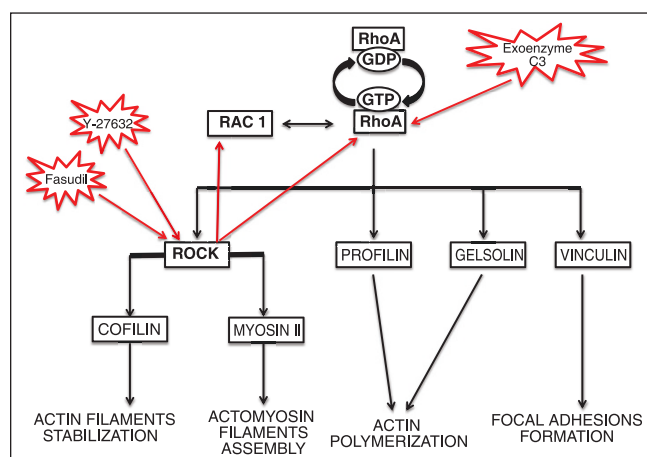 RhoA
GDP
Exoenzyme
C3
GTP
RhoA
RAC 1
Y-27632
Fasudil
ROCK
PROFILIN
GELSOLIN
VINCULIN
COFILIN
MYOSIN II
ACTIN FILAMENTS
STABILIZATION
ACTOMYOSIN
FILAMENTS
ASSEMBLY
ACTIN
POLYMERIZATION
FOCAL ADHESIONS
FORMATION